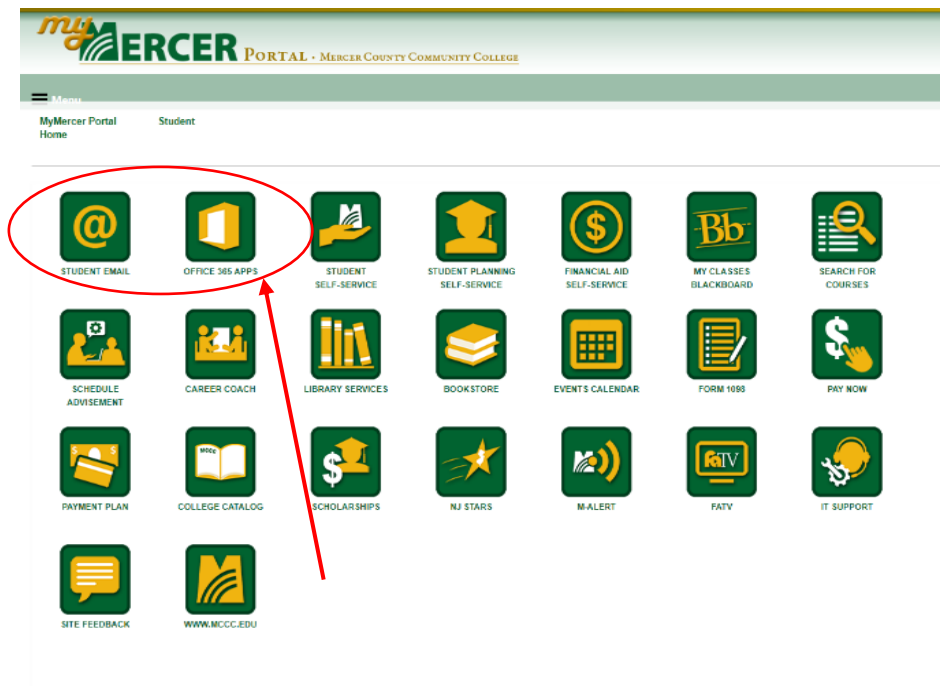 myMERCER PORTAL • MERCER COUNTY COMMUNITY COLLEGE
Menu
MyMercer Portal
Home
Student
@
STUDENT EMAIL
OFFICE 365 APPS
M
STUDENT
SELF-SERVICE
STUDENT PLANNING
SELF-SERVICE
$
FINANCIAL AID
SELF-SERVICE
Bb
MY CLASSES
BLACKBOARD
SEARCH FOR
COURSES
SCHEDULE
ADVISEMENT
CAREER COACH
LIBRARY SERVICES
BOOKSTORE
EVENTS CALENDAR
FORM 1098
$
PAY NOW
$ $
PAYMENT PLAN
MCCC
COLLEGE CATALOG
$
SCHOLARSHIPS
NJ STARS
M
M-ALERT
FATV
FATV
IT SUPPORT
SITE FEEDBACK
M
WWW.MCCC.EDU